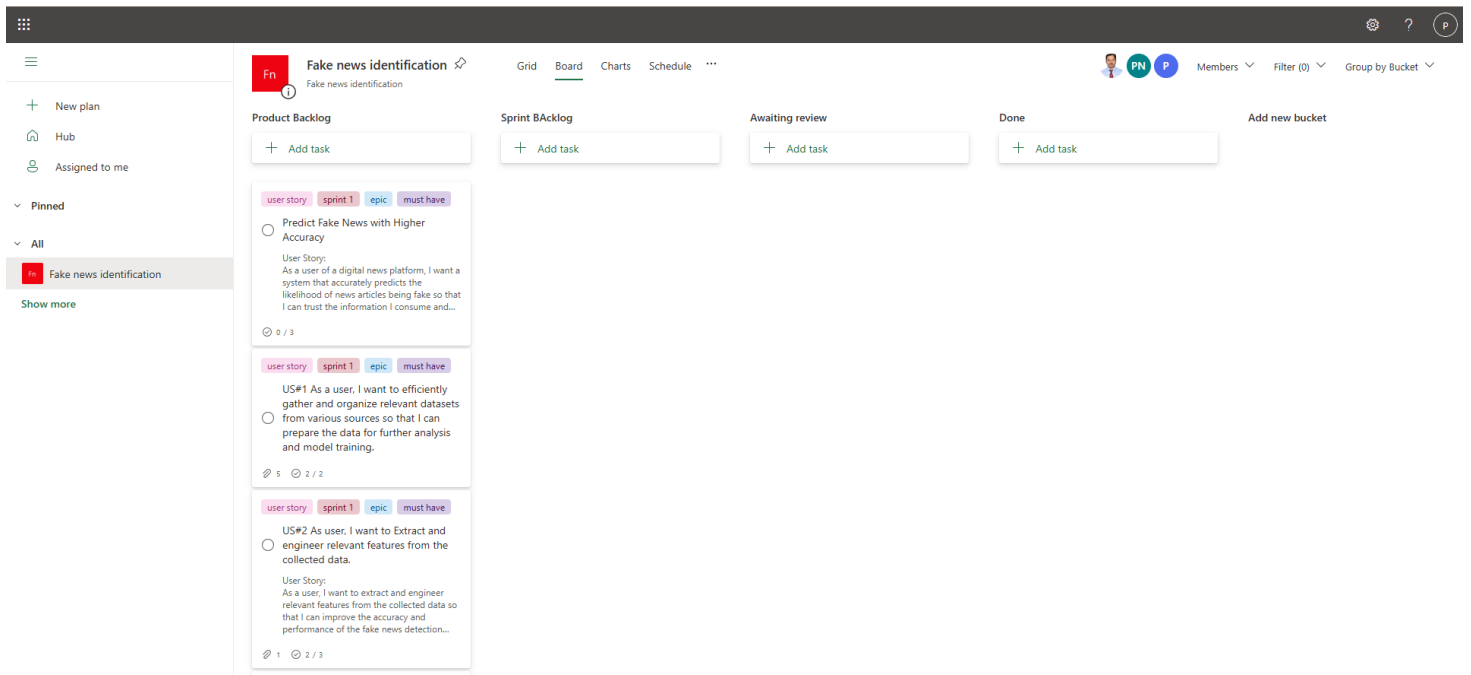 ?
P
Fn
Fake news identification
Fake news identification
Grid Board Charts Schedule ...
PN P
Members Filter (0) Group by Bucket
New plan
Hub
Assigned to me
Pinned
All
Fn Fake news identification
Show more
Product Backlog
+ Add task
user story sprint 1 epic must have
Predict Fake News with Higher
Accuracy
User Story:
As a user of a digital news platform, I want a
system that accurately predicts the
likelihood of news articles being fake so that
I can trust the information I consume and...
0 / 3
user story sprint 1 epic must have
US#1 As a user, I want to efficiently
gather and organize relevant datasets
from various sources so that I can
prepare the data for further analysis
and model training.
5 2 / 2
user story sprint 1 epic must have
US#2 As user, I want to Extract and
engineer relevant features from the
collected data.
User Story:
As a user, I want to extract and engineer
relevant features from the collected data so
that I can improve the accuracy and
performance of the fake news detection...
1 2 / 3
Sprint BAcklog
+ Add task
Awaiting review
+ Add task
Done
+ Add task
Add new bucket